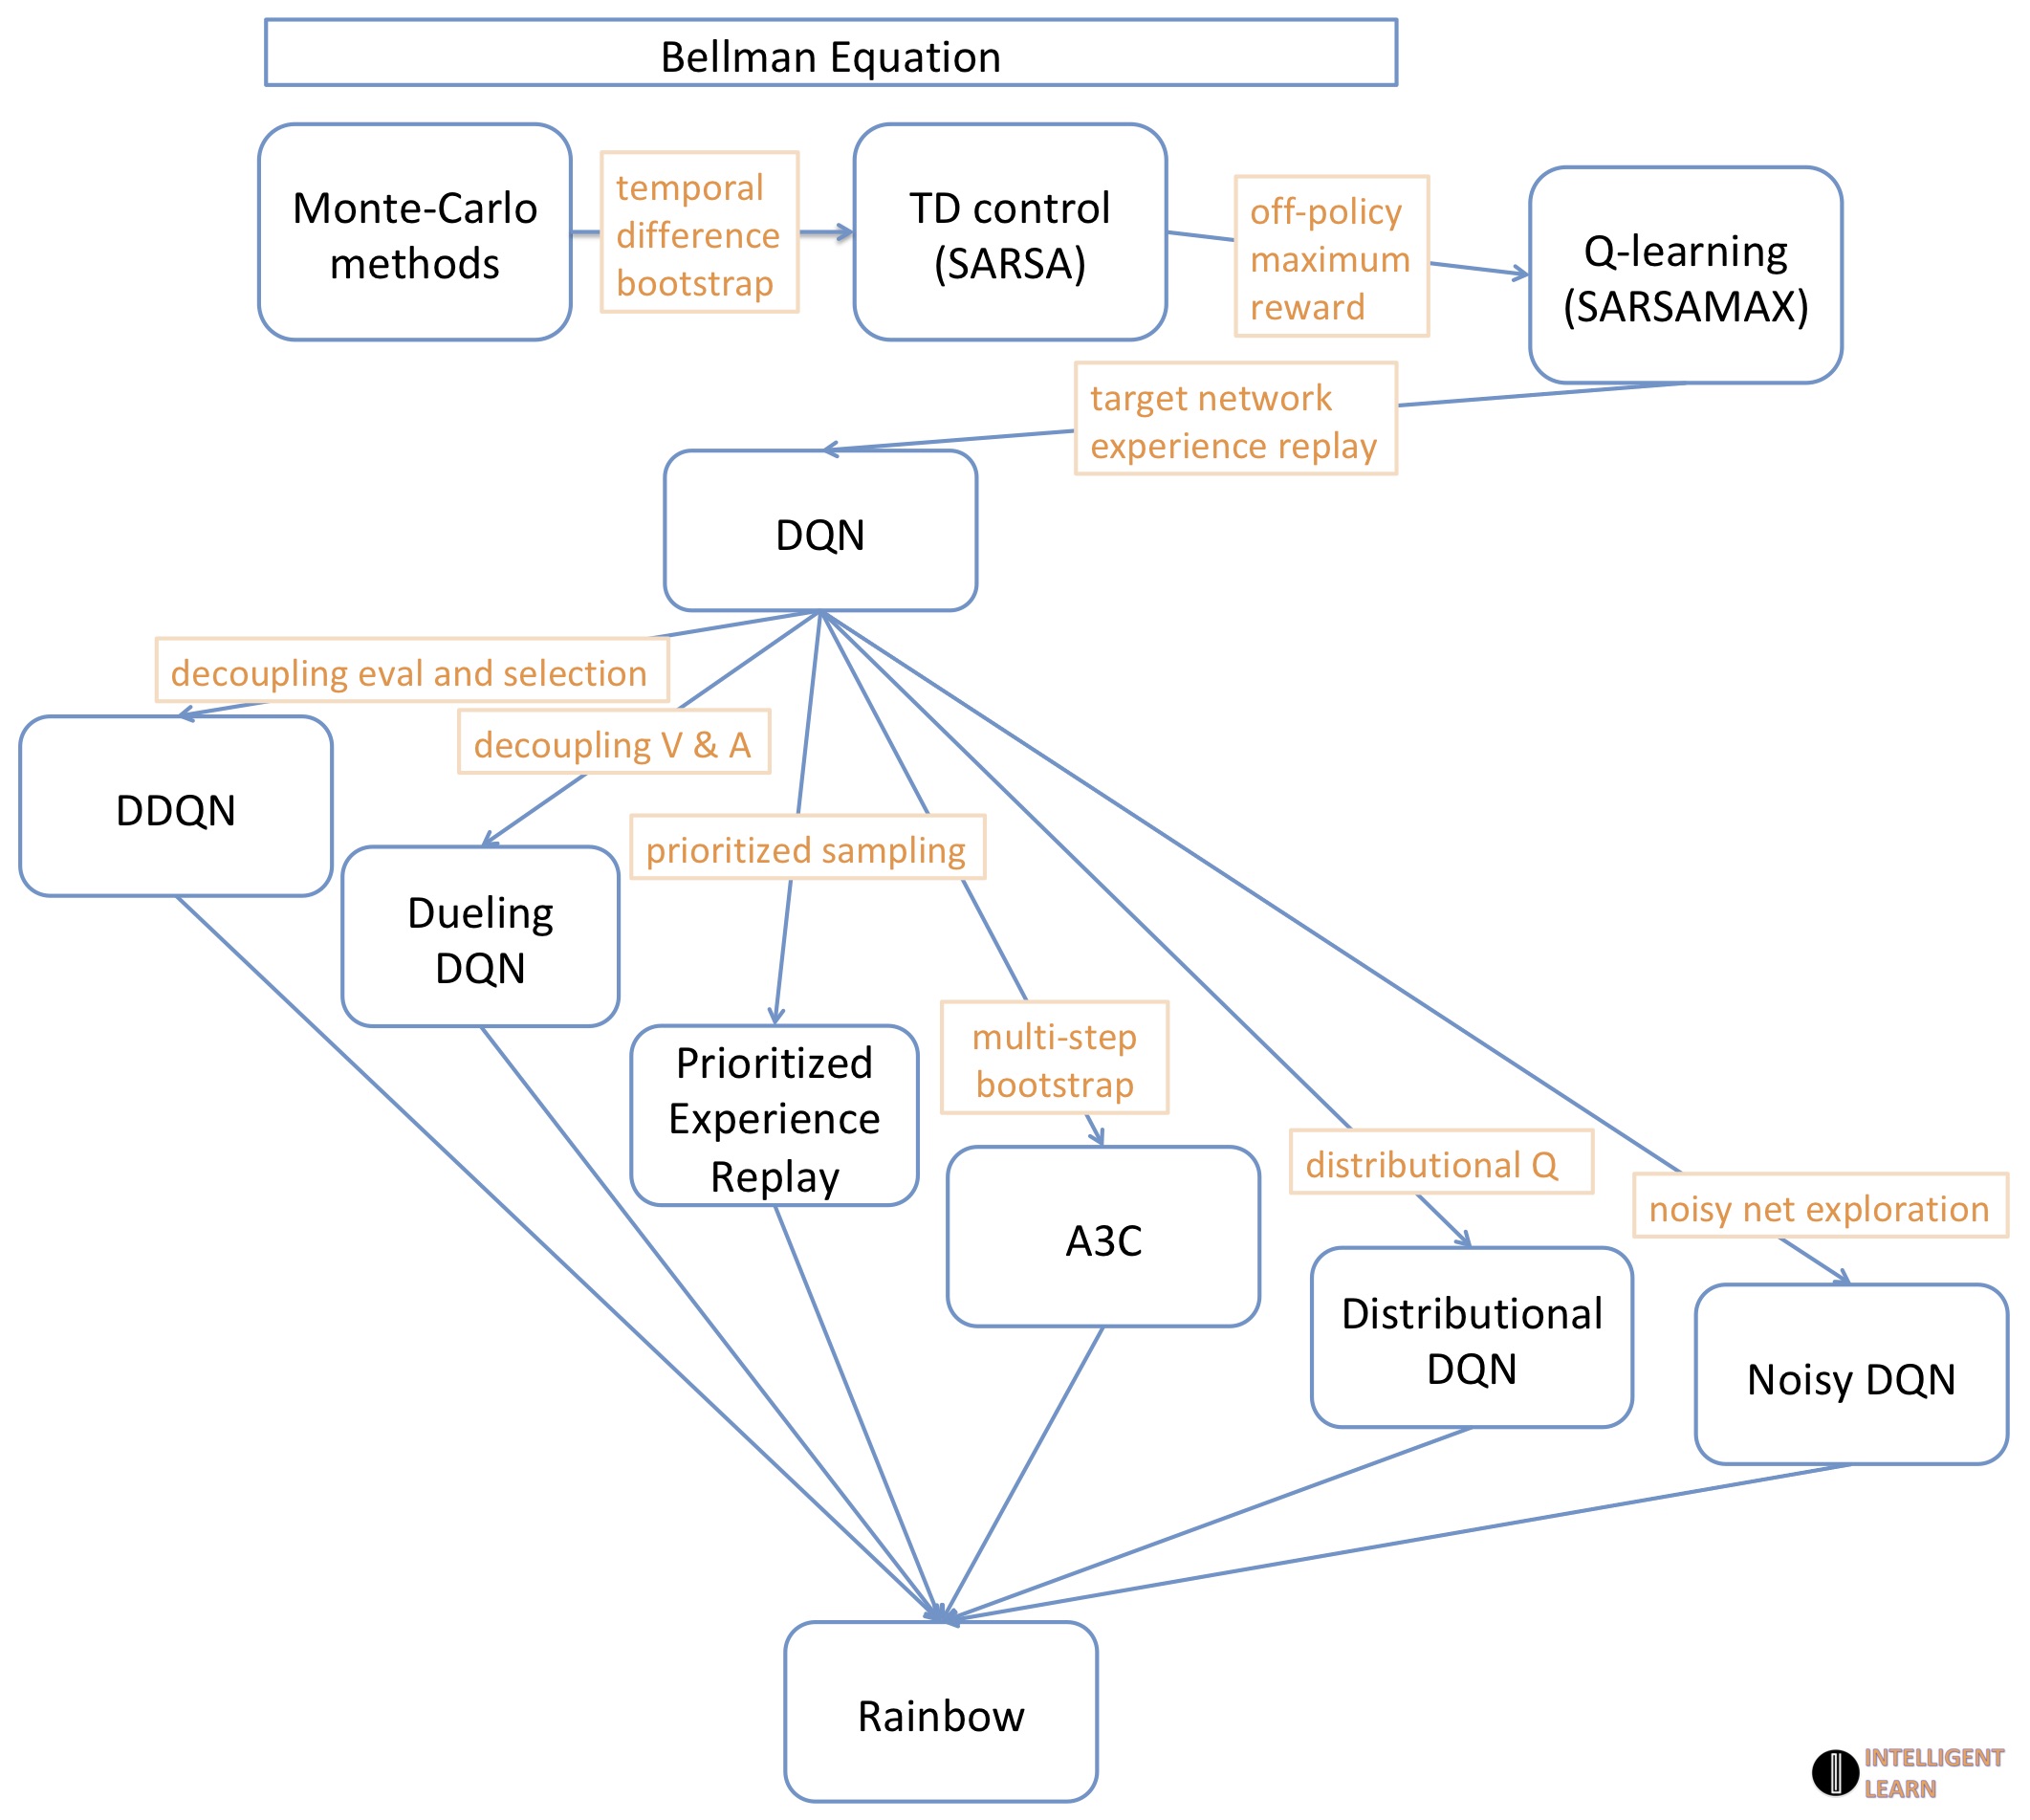 Bellman Equation
Monte-Carlo
methods
temporal
difference
bootstrap
TD control
(SARSA)
off-policy
maximum
reward
Q-learning
(SARSAMAX)
target network
experience replay
DQN
decoupling eval and selection
decoupling V & A
DDQN
prioritized sampling
Dueling
DQN
multi-step
bootstrap
Prioritized
Experience
Replay
distributional Q
noisy net exploration
A3C
Distributional
DQN
Noisy DQN
Rainbow
INTELLIGENT
LEARN